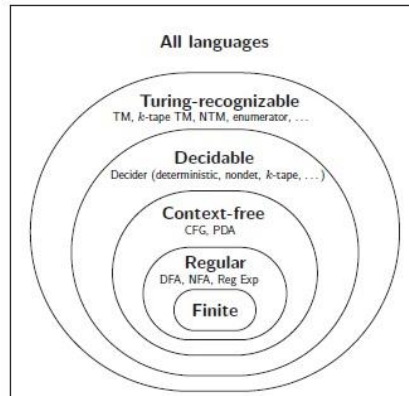 All languages
Turing-recognizable
TM, k-tape TM, NTM, enumerator, ...
Decidable
Decider (deterministic, nondet, k-tape, ...)
Context-free
CFG, PDA
Regular
DFA, NFA, Reg Exp
Finite